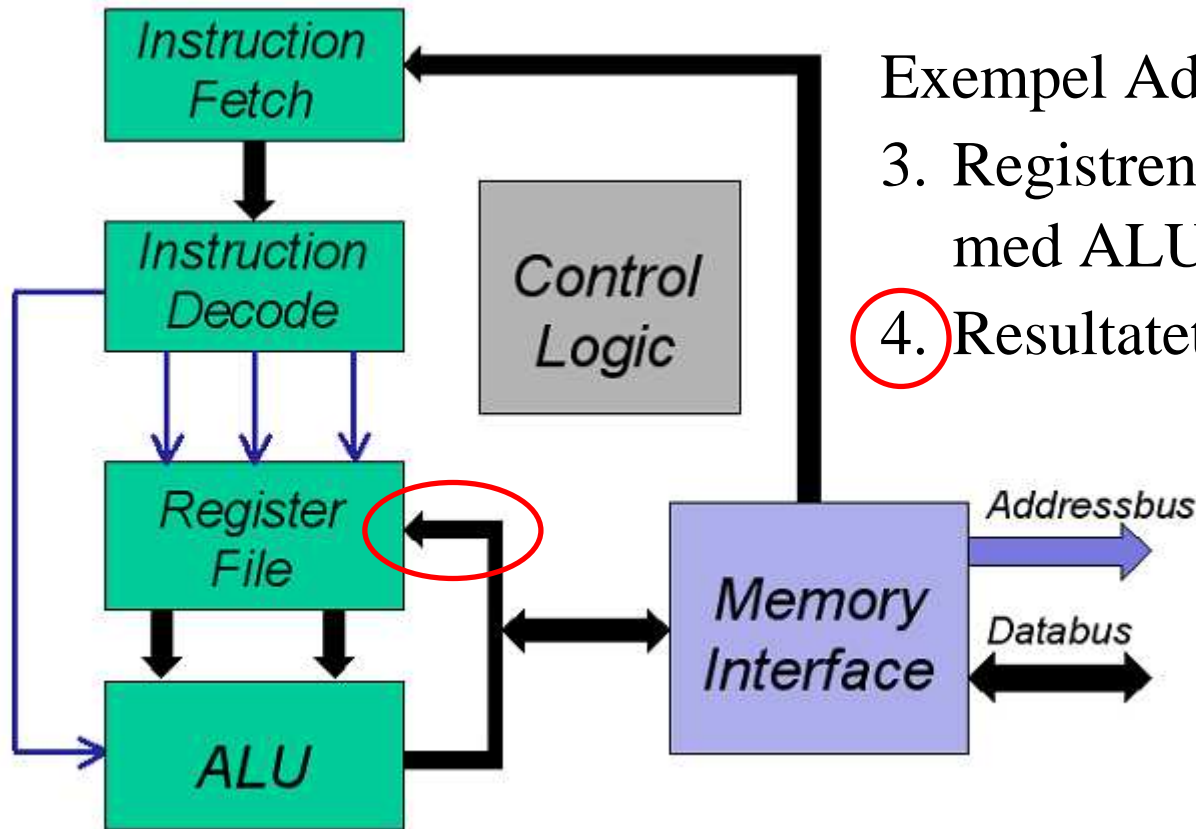 Instruction
Fetch
Instruction
Decode
Register
File
ALU
Control
Logic
Memory
Interface
Addressbus
Databus
Exempel Ad
3. Registren
med ALU
4. Resultatet